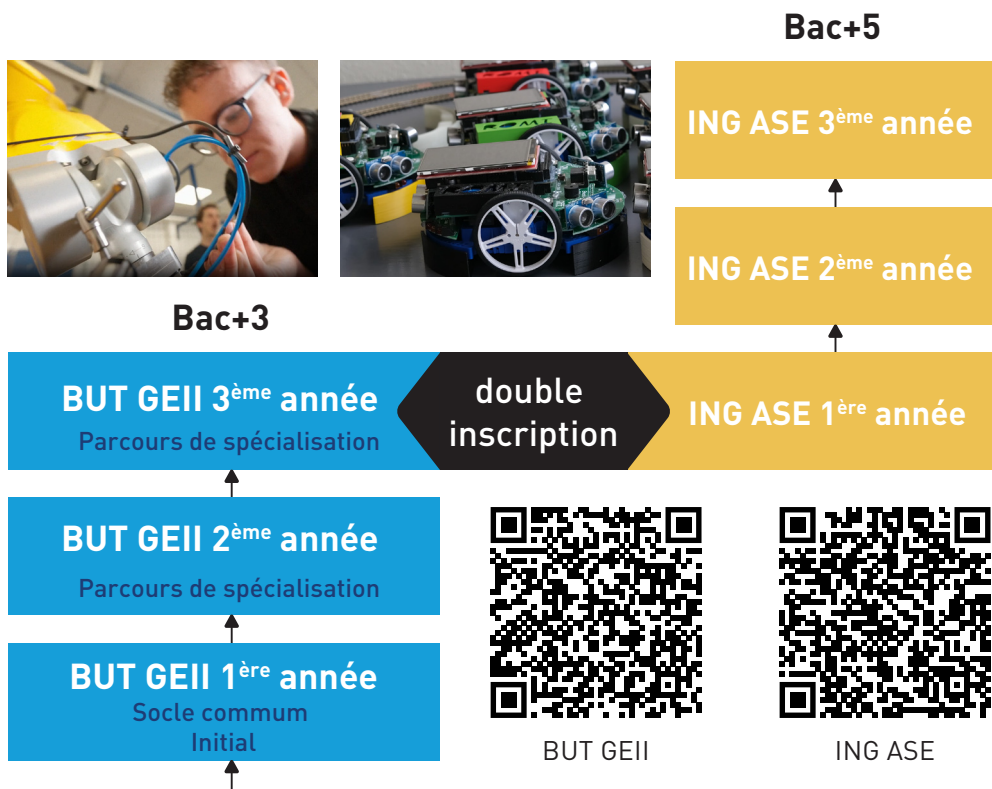 Bac+5
ING ASE 3ème année
ROMI
ING ASE 2ème année
Bac+3
BUT GEII 3ème année
Parcours de spécialisation
double
inscription
ING ASE 1ère année
BUT GEII 2ème année
Parcours de spécialisation
BUT GEII 1ère année
Socle commum
Initial
BUT GEII
ING ASE